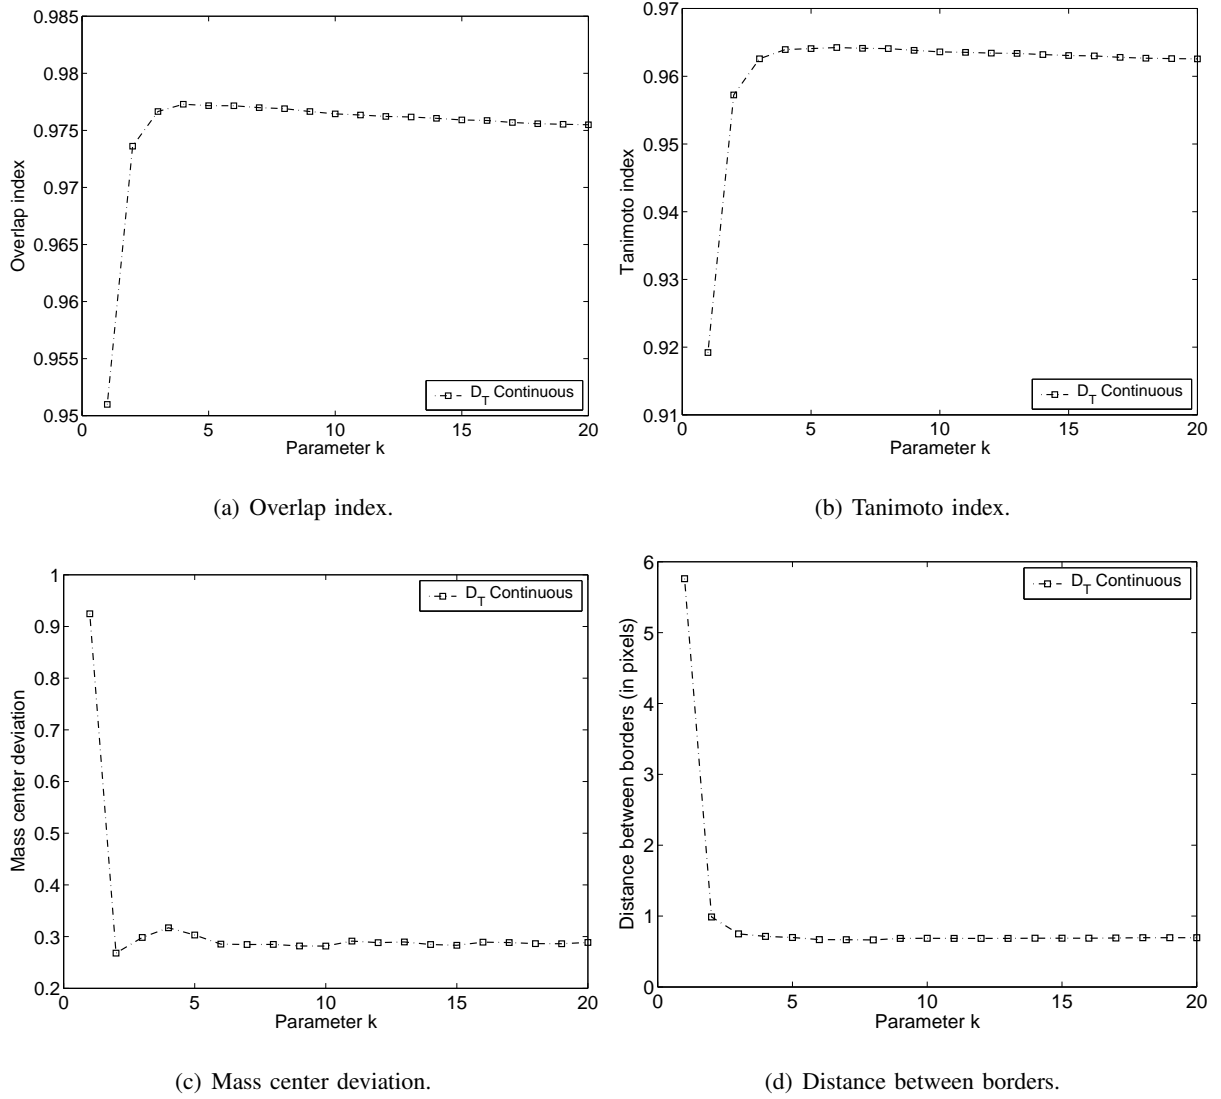 0.985
0.98
0.975
0.97
0.965
0.96
0.955
0.95
0 5 10 15 20
Overlap index
Parameter k
D_T Continuous
(a) Overlap index.
0.97
0.96
0.95
0.94
0.93
0.92
0.91
0 5 10 15 20
Tanimoto index
Parameter k
D_T Continuous
(b) Tanimoto index.
1
0.9
0.8
0.7
0.6
0.5
0.4
0.3
0.2
0 5 10 15 20
Mass center deviation
Parameter k
D_T Continuous
(c) Mass center deviation.
6
5
4
3
2
1
0
0 5 10 15 20
Distance between borders (in pixels)
Parameter k
D_T Continuous
(d) Distance between borders.